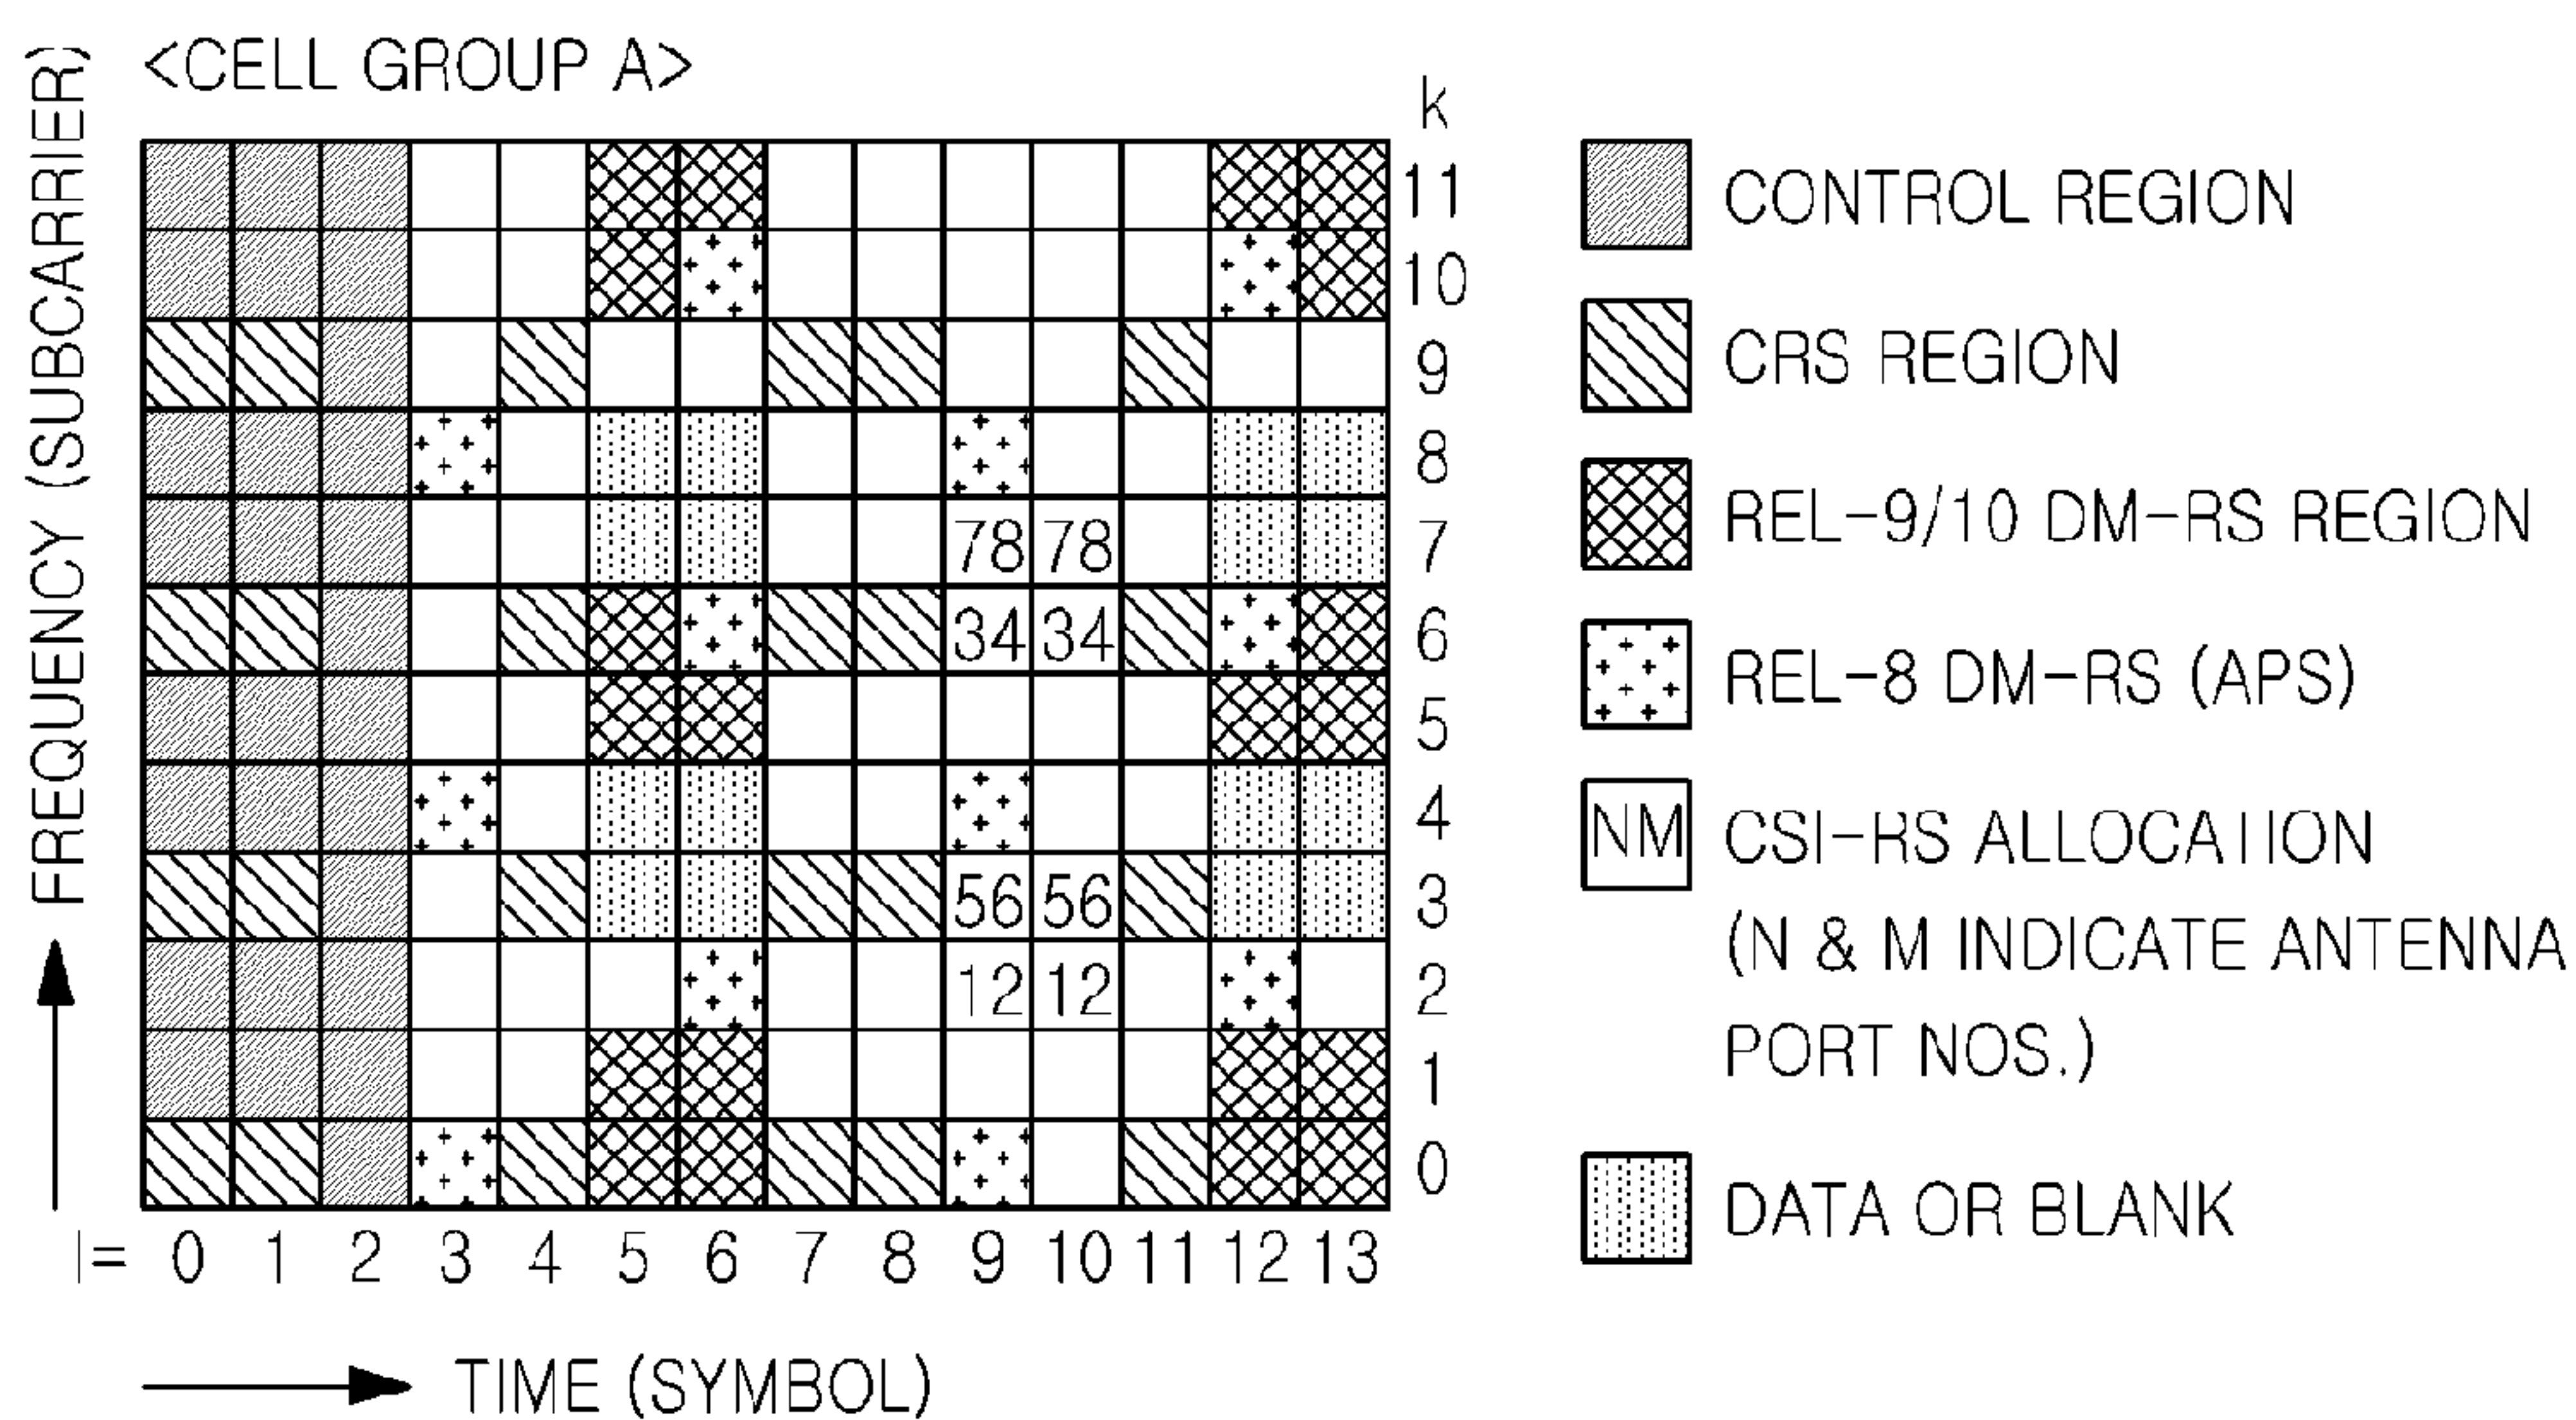 <CELL GROUP A>
FREQUENCY (SUBCARRIER)
k
11
10
9
8
78 78 7
34 34 6
5
4
56 56 3
12 12 2
1
0
l= 0 1 2 3 4 5 6 7 8 9 10 11 12 13
TIME (SYMBOL)
CONTROL REGION
CRS REGION
REL-9/10 DM-RS REGION
REL-8 DM-RS (APS)
NM CSI-RS ALLOCATION
(N & M INDICATE ANTENNA
PORT NOS.)
DATA OR BLANK